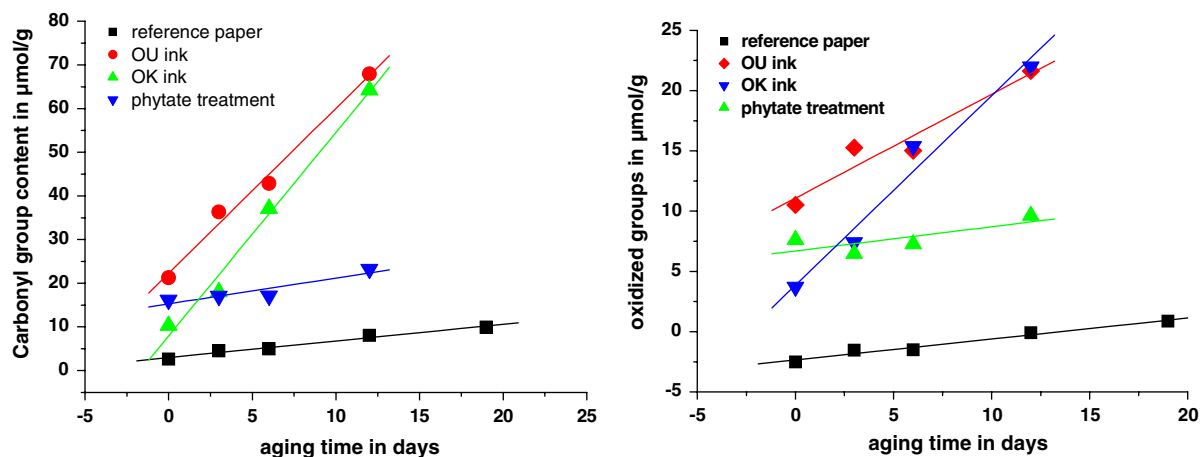 Carbonyl group content in µmol/g
80
70
60
50
40
30
20
10
0
reference paper
OU ink
OK ink
phytate treatment
-5 0 5 10 15 20 25
aging time in days
oxidized groups in µmol/g
25
20
15
10
5
0
-5
reference paper
OU ink
OK ink
phytate treatment
-5 0 5 10 15 20
aging time in days